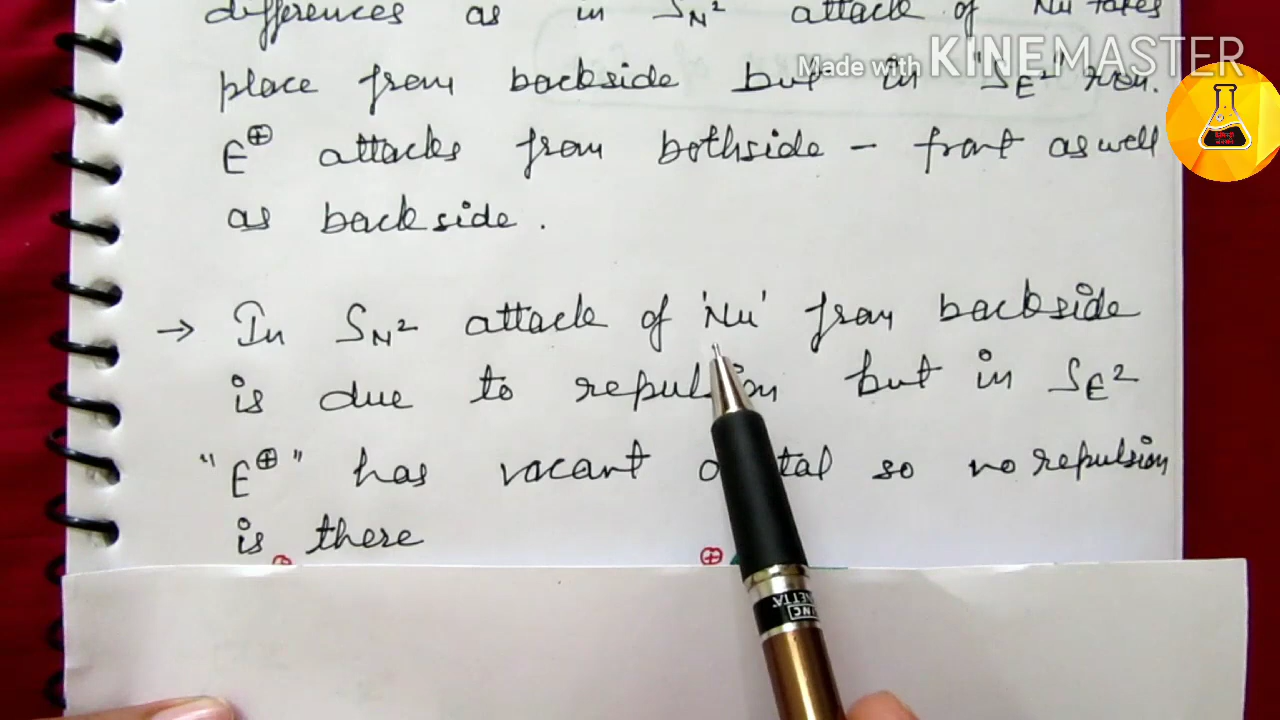 differences as in SN² attack of Nu takes
Made with KINEMASTER
place from backside but in "SE²" rxn.
E⊕ attacks from bothside – front as well
as backside.
→ In SN² attack of 'Nu' from backside
is due to repulsion but in SE²
"E⊕" has vacant orbital so no repulsion
is there
⊕